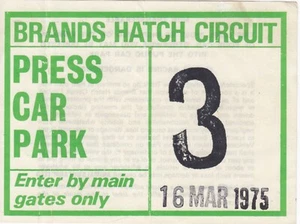 BRANDS HATCH CIRCUIT
PRESS
CAR
PARK
Enter by main
gates only
3
16 MAR 1975